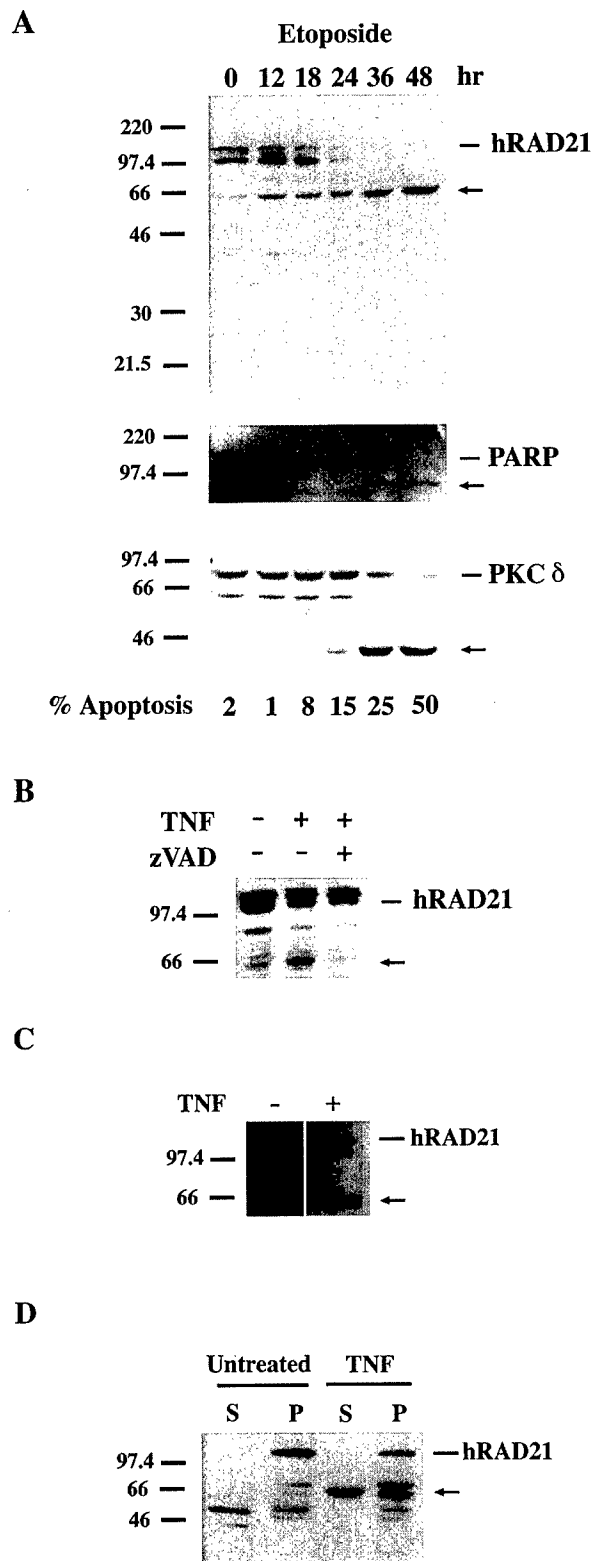 A
Etoposide
0 12 18 24 36 48 hr
220
97.4
66
46
30
21.5
hRAD21
220
97.4
PARP
97.4
66
46
PKC δ
% Apoptosis 2 1 8 15 25 50
B
TNF - + +
zVAD - - +
97.4
66
hRAD21
C
TNF - +
97.4
66
hRAD21
D
Untreated TNF
S P S P
97.4
66
46
hRAD21